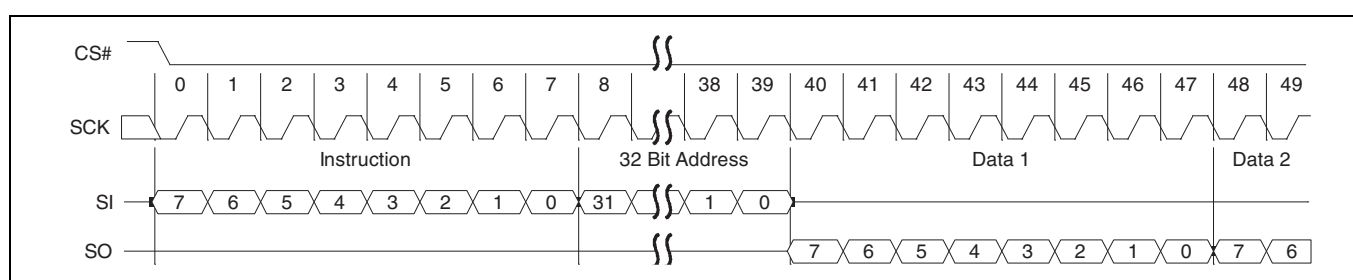 CS#
0 1 2 3 4 5 6 7 8 38 39 40 41 42 43 44 45 46 47 48 49
SCK
Instruction 32 Bit Address Data 1 Data 2
SI 7 6 5 4 3 2 1 0 31 1 0
SO 7 6 5 4 3 2 1 0 7 6